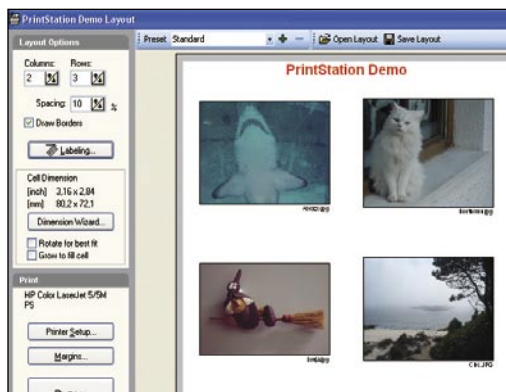 PrintStation Demo Layout
Layout Options
Columns: Rows:
2 3
Spacing: 10 %
Draw Borders
Labeling...
Cell Dimension
[inch] 3,16 x 2,84
[mm] 80,2 x 72,1
Dimension Wizard...
Rotate for best fit
Grow to fill cell
Print
HP Color LaserJet 5/5M
PS
Printer Setup...
Margins...
Preset Standard Open Layout Save Layout
PrintStation Demo